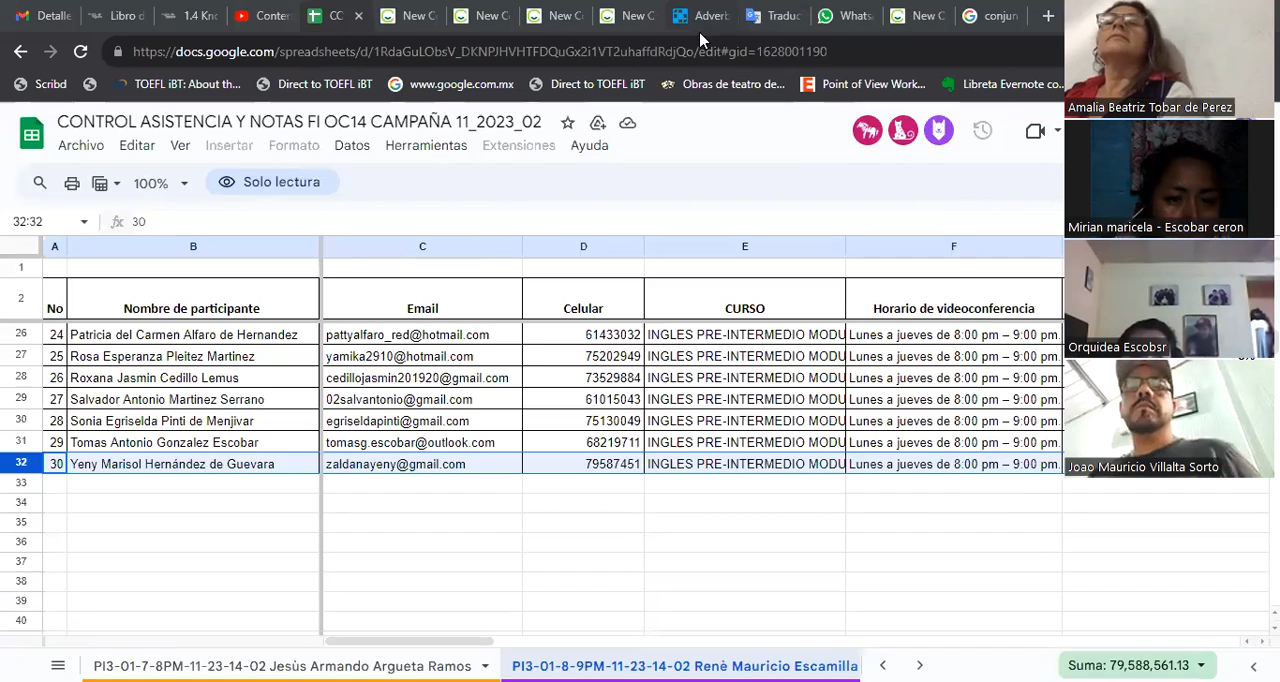 Detalle Libro d 1.4 Kno Conter CC New C New C New C New C Adverb Traduc Whats New C conjun
https://docs.google.com/spreadsheets/d/1RdaGuLObsV_DKNPJHVHTFDQuGx2i1VT2uhaffdRdjQo/edit#gid=1628001190
Scribd TOEFL iBT: About th... Direct to TOEFL iBT www.google.com.mx Direct to TOEFL iBT Obras de teatro de... Point of View Work... Libreta Evernote co...
CONTROL ASISTENCIA Y NOTAS FI OC14 CAMPAÑA 11_2023_02
Archivo Editar Ver Insertar Formato Datos Herramientas Extensiones Ayuda
100% Solo lectura
32:32 fx 30
A B C D E F
1
2 No Nombre de participante Email Celular CURSO Horario de videoconferencia
26 24 Patricia del Carmen Alfaro de Hernandez pattyalfaro_red@hotmail.com 61433032 INGLES PRE-INTERMEDIO MODU Lunes a jueves de 8:00 pm – 9:00 pm.
27 25 Rosa Esperanza Pleitez Martinez yamika2910@hotmail.com 75202949 INGLES PRE-INTERMEDIO MODU Lunes a jueves de 8:00 pm – 9:00 pm.
28 26 Roxana Jasmin Cedillo Lemus cedillojasmin201920@gmail.com 73529884 INGLES PRE-INTERMEDIO MODU Lunes a jueves de 8:00 pm – 9:00 pm.
29 27 Salvador Antonio Martinez Serrano 02salvantonio@gmail.com 61015043 INGLES PRE-INTERMEDIO MODU Lunes a jueves de 8:00 pm – 9:00 pm.
30 28 Sonia Egriselda Pinti de Menjivar egriseldapinti@gmail.com 75130049 INGLES PRE-INTERMEDIO MODU Lunes a jueves de 8:00 pm – 9:00 pm.
31 29 Tomas Antonio Gonzalez Escobar tomasg.escobar@outlook.com 68219711 INGLES PRE-INTERMEDIO MODU Lunes a jueves de 8:00 pm – 9:00 pm.
32 30 Yeny Marisol Hernández de Guevara zaldanayeny@gmail.com 79587451 INGLES PRE-INTERMEDIO MODU Lunes a jueves de 8:00 pm – 9:00 pm.
33
34
35
36
37
38
39
40
PI3-01-7-8PM-11-23-14-02 Jesùs Armando Argueta Ramos PI3-01-8-9PM-11-23-14-02 Renè Mauricio Escamilla Suma: 79,588,561.13
Amalia Beatriz Tobar de Perez
Mirian maricela - Escobar ceron
Orquidea Escobsr
Joao Mauricio Villalta Sorto